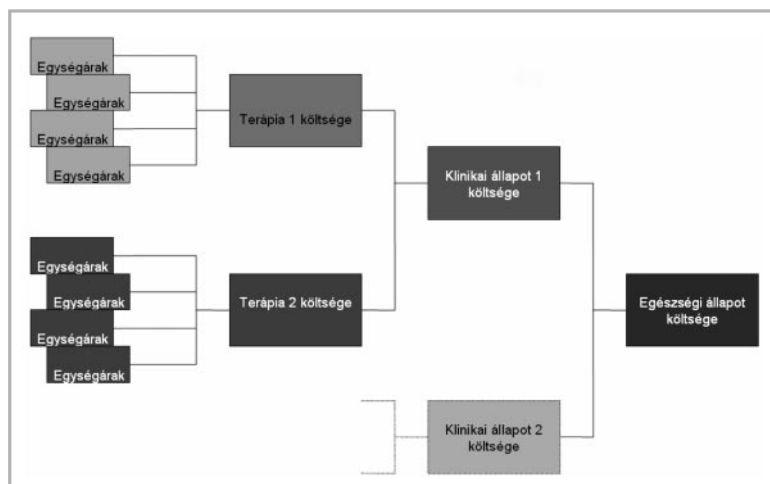 Egységárak
Egységárak
Egységárak
Egységárak
Terápia 1 költsége
Klinikai állapot 1
költsége
Egységárak
Egységárak
Egységárak
Egységárak
Terápia 2 költsége
Egészségi állapot
költsége
Klinikai állapot 2
költsége